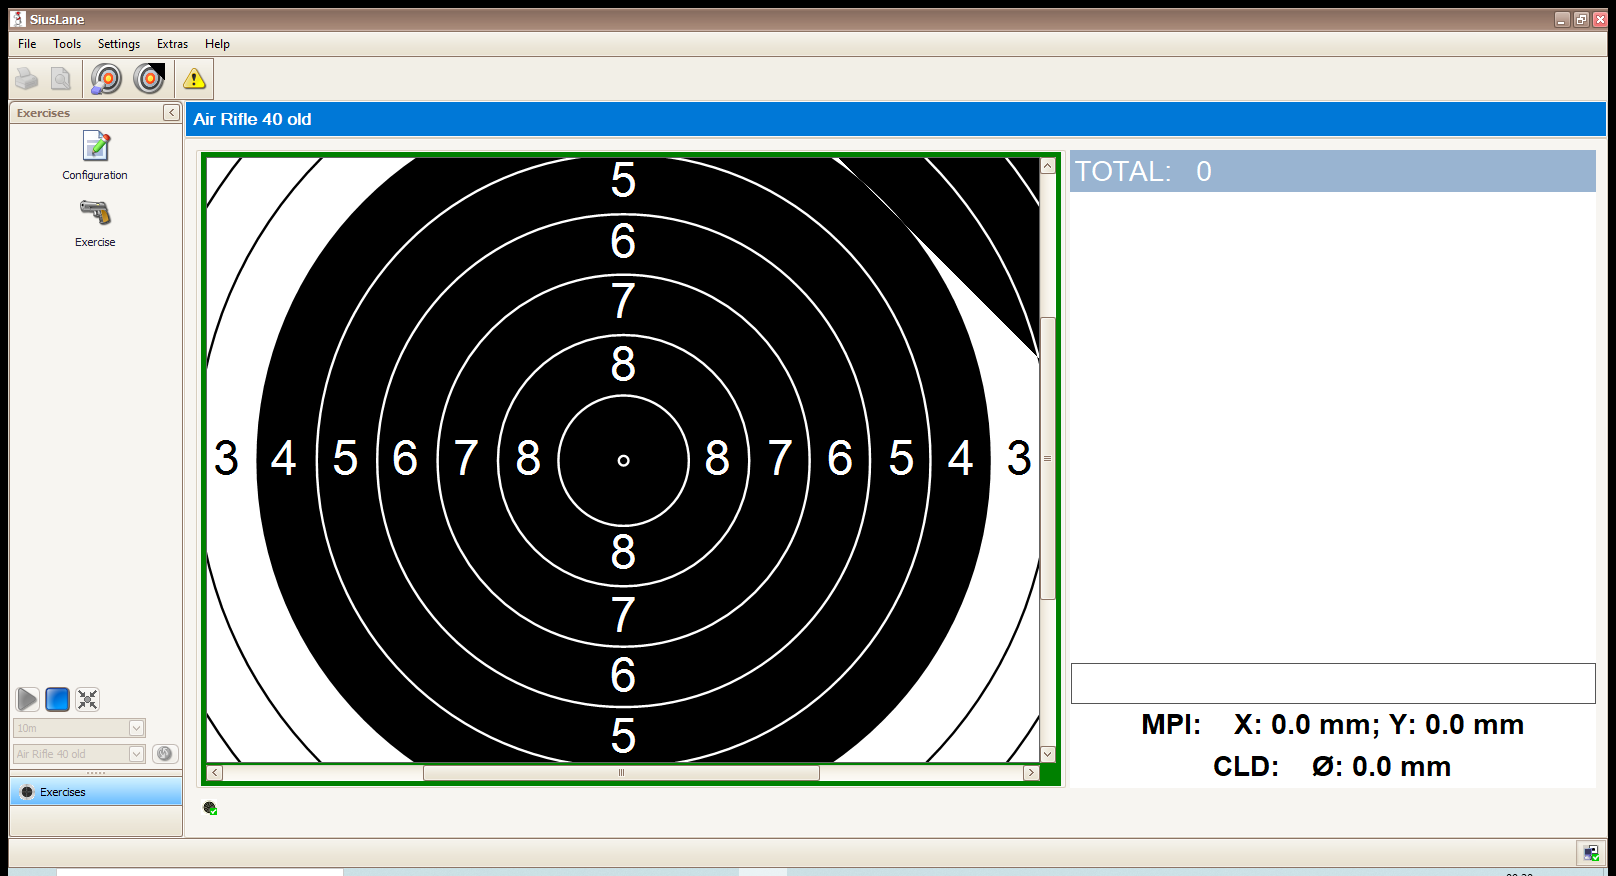 SiusLane
File Tools Settings Extras Help
Exercises
Configuration
Exercise
10m
Air Rifle 40 old
Exercises
Air Rifle 40 old
5
6
7
8
3 4 5 6 7 8 8 7 6 5 4 3
8
7
6
5
TOTAL: 0
MPI: X: 0.0 mm; Y: 0.0 mm
CLD: Ø: 0.0 mm